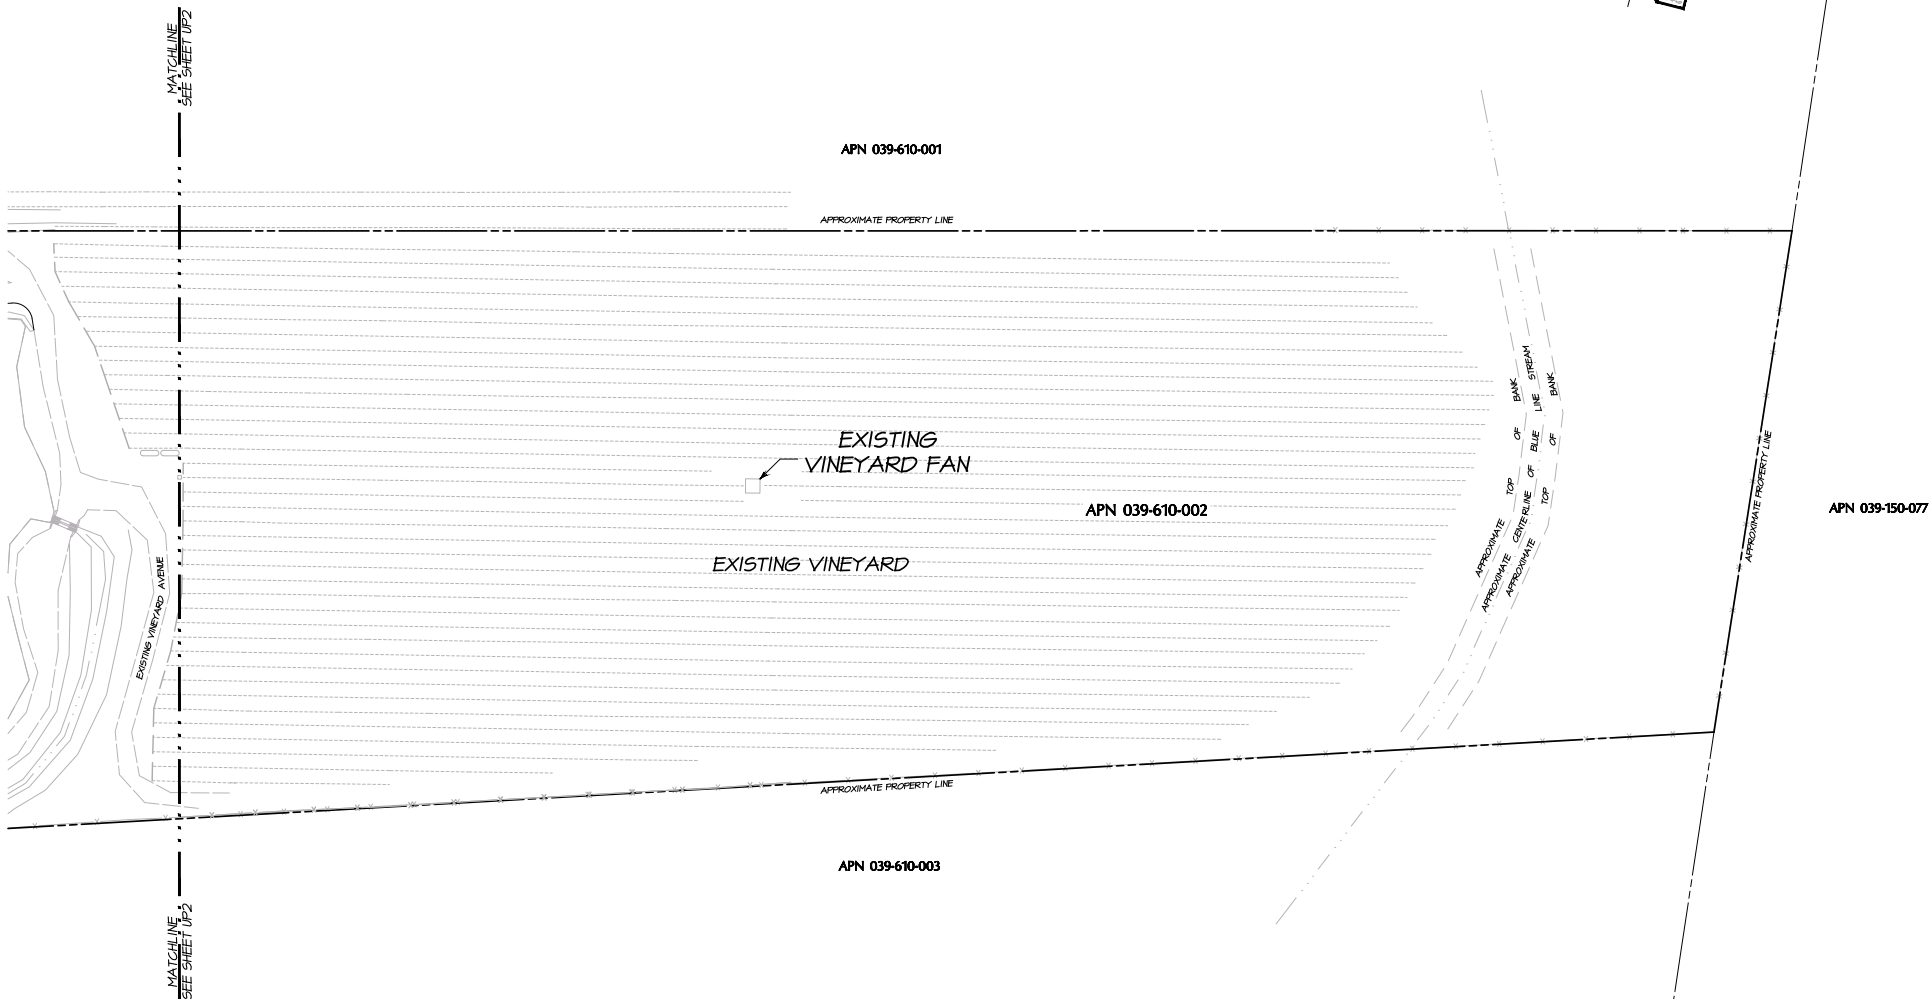 MATCHLINE
SEE SHEET UP2
APN 039-610-001
APPROXIMATE PROPERTY LINE
EXISTING
VINEYARD FAN
APN 039-610-002
EXISTING VINEYARD
EXISTING VINEYARD AVENUE
APPROXIMATE TOP OF BANK
APPROXIMATE CENTERLINE OF BLUE LINE STREAM
APPROXIMATE TOP OF BANK
APPROXIMATE PROPERTY LINE
APN 039-150-077
APPROXIMATE PROPERTY LINE
APN 039-610-003
MATCHLINE
SEE SHEET UP2